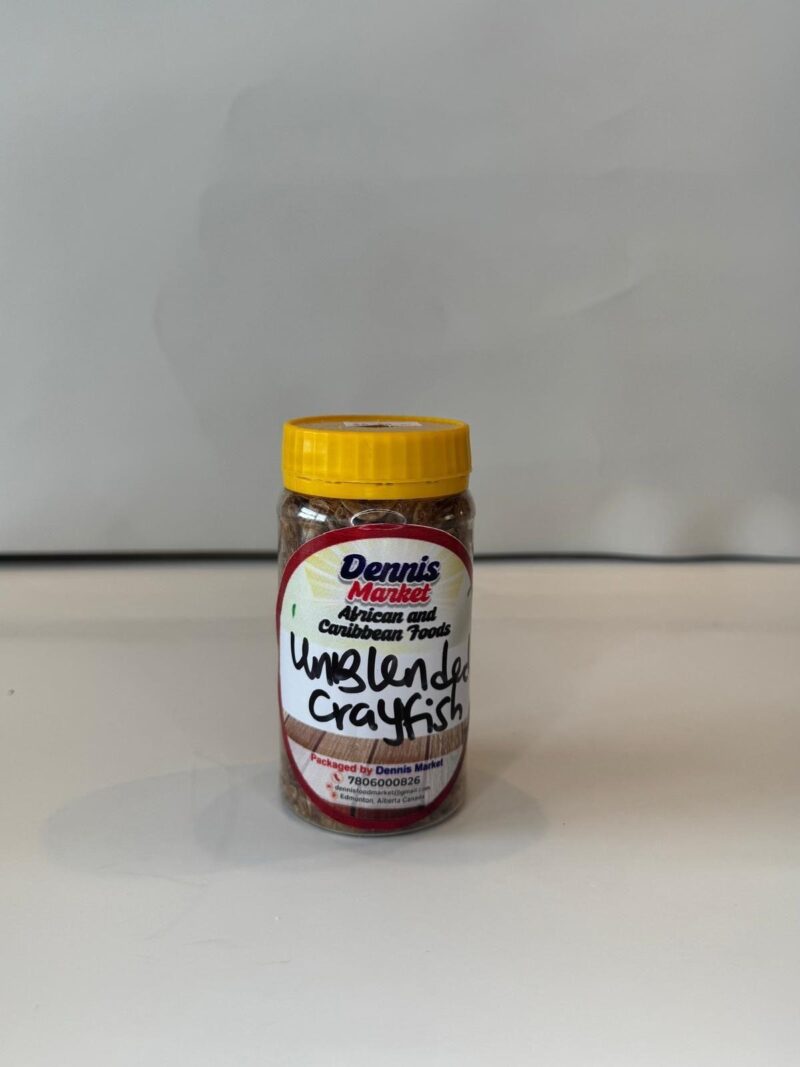 Dennis
Market
African and
Caribbean Foods
UnBlended
Crayfish
Packaged by Dennis Market
7806000826
dennisfoodmarket@gmail.com
Edmonton, Alberta Canada